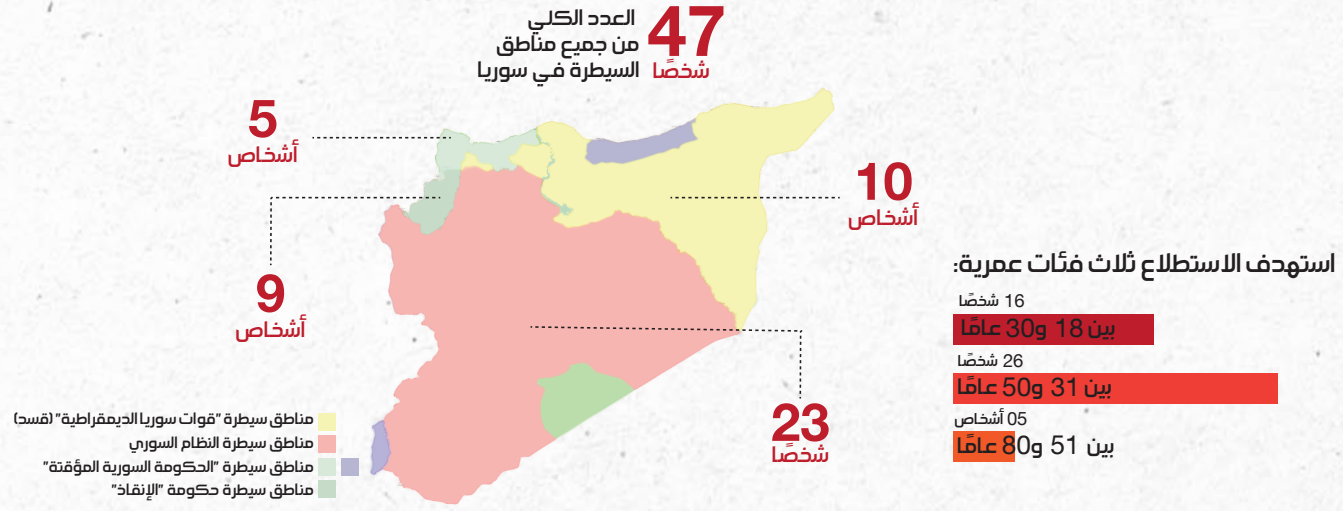 47
شخصًا
العدد الكلي
من جميع مناطق
السيطرة في سوريا
5
أشخاص
10
أشخاص
9
أشخاص
23
شخصًا
استهدف الاستطلاع ثلاث فئات عمرية:
16 شخصًا
بين 18 و30 عامًا
26 شخصًا
بين 31 و50 عامًا
05 أشخاص
بين 51 و80 عامًا
مناطق سيطرة "قوات سوريا الديمقراطية" (قسد)
مناطق سيطرة النظام السوري
مناطق سيطرة "الحكومة السورية المؤقتة"
مناطق سيطرة حكومة "الإنقاذ"